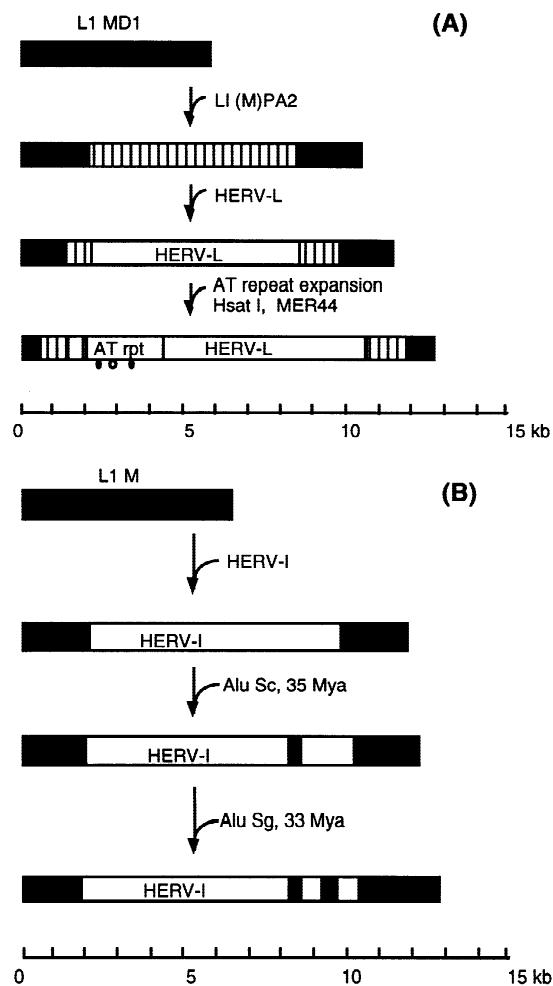 L1 MD1
(A)
LI (M)PA2
HERV-L
HERV-L
AT repeat expansion
Hsat I, MER44
AT rpt HERV-L
0 5 10 15 kb
L1 M
(B)
HERV-I
HERV-I
Alu Sc, 35 Mya
HERV-I
Alu Sg, 33 Mya
HERV-I
0 5 10 15 kb